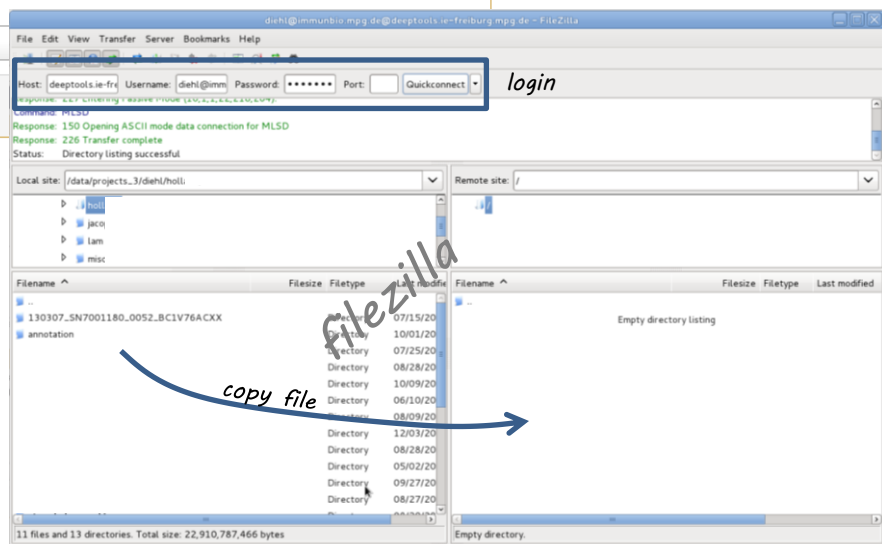 diehl@immunbio.mpg.de@deeptools.ie-freiburg.mpg.de - FileZilla
File Edit View Transfer Server Bookmarks Help
Host: deeptools.ie-fre Username: diehl@imm Password: ••••••• Port: Quickconnect
login
Command: MLSD
Response: 150 Opening ASCII mode data connection for MLSD
Response: 226 Transfer complete
Status: Directory listing successful
Local site: /data/projects_3/diehl/holl
Remote site: /
holl
/
jaco
lam
misc
Filename Filesize Filetype Last modifie
Filename Filesize Filetype Last modified
..
..
130307_SN7001180_0052_BC1V76ACXX Directory 07/15/20
Empty directory listing
annotation Directory 10/01/20
Directory 07/25/20
Directory 08/28/20
Directory 10/09/20
Directory 06/10/20
Directory 08/09/20
Directory 12/03/20
Directory 08/28/20
Directory 05/02/20
Directory 09/27/20
Directory 08/27/20
filezilla
copy file
11 files and 13 directories. Total size: 22,910,787,466 bytes
Empty directory.